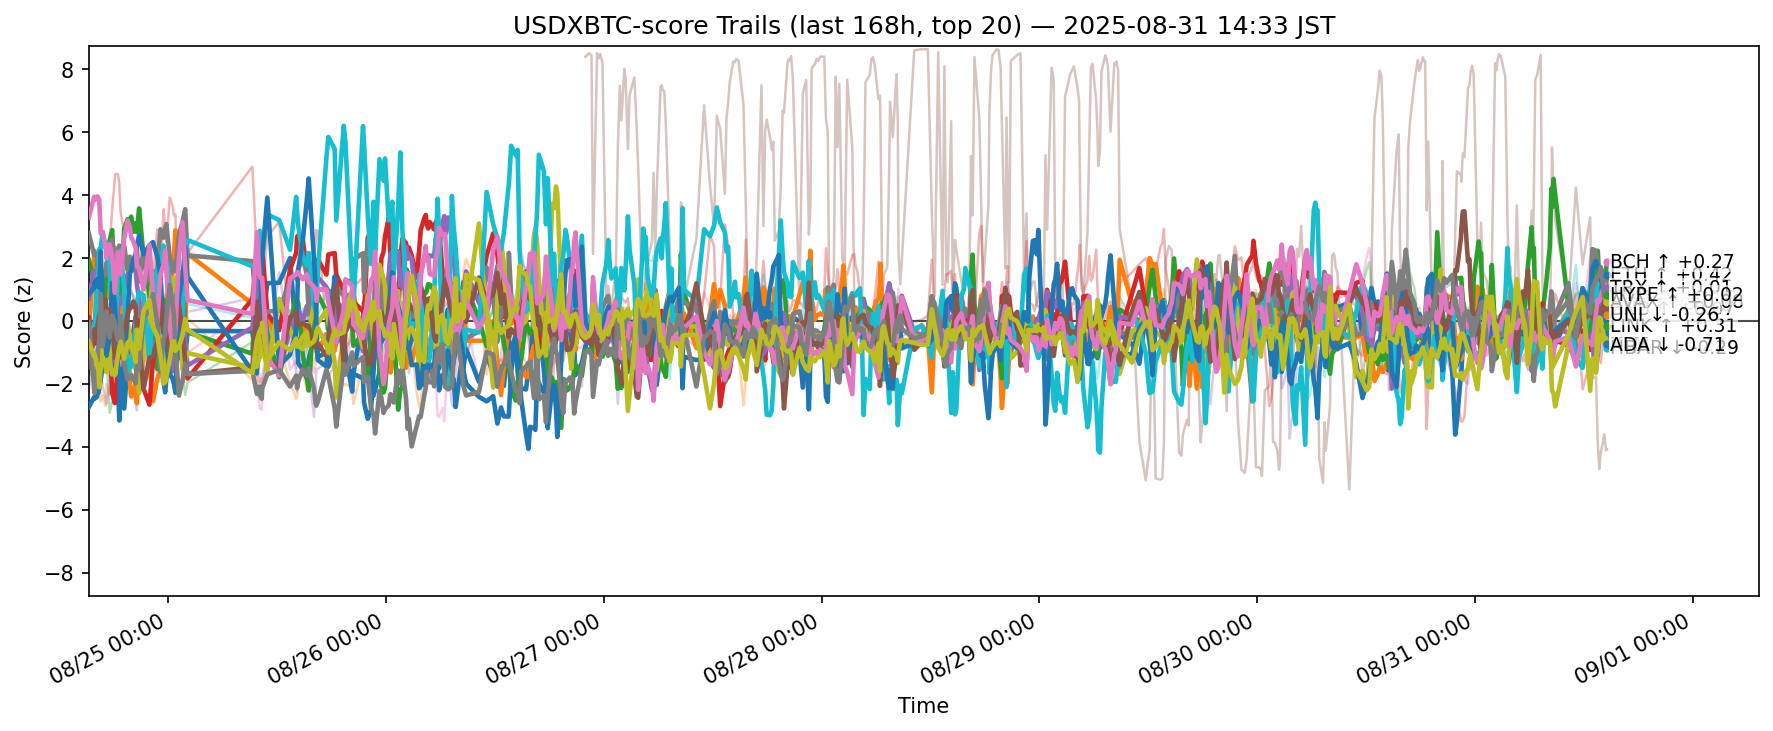 USDXBTC-score Trails (last 168h, top 20) — 2025-08-31 14:33 JST
Score (z)
8
6
4
2
0
−2
−4
−6
−8
BCH ↑ +0.27
ETH ↑ +0.42
HYPE ↑ +0.02
UNI ↓ -0.26
LINK ↑ +0.31
ADA ↓ -0.71
08/25 00:00
08/26 00:00
08/27 00:00
08/28 00:00
08/29 00:00
08/30 00:00
08/31 00:00
09/01 00:00
Time